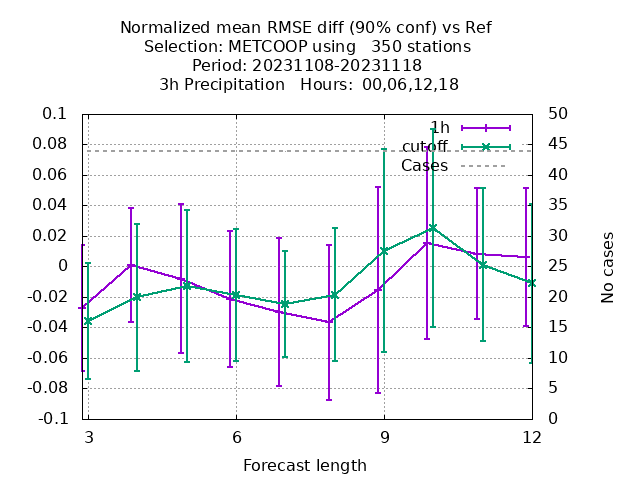 Normalized mean RMSE diff (90% conf) vs Ref
Selection: METCOOP using   350 stations
Period: 20231108-20231118
3h Precipitation   Hours:  00,06,12,18
0.1
0.08
0.06
0.04
0.02
0
-0.02
-0.04
-0.06
-0.08
-0.1
1h
cutoff
Cases
50
45
40
35
30
25
20
15
10
5
0
No cases
3 6 9 12
Forecast length